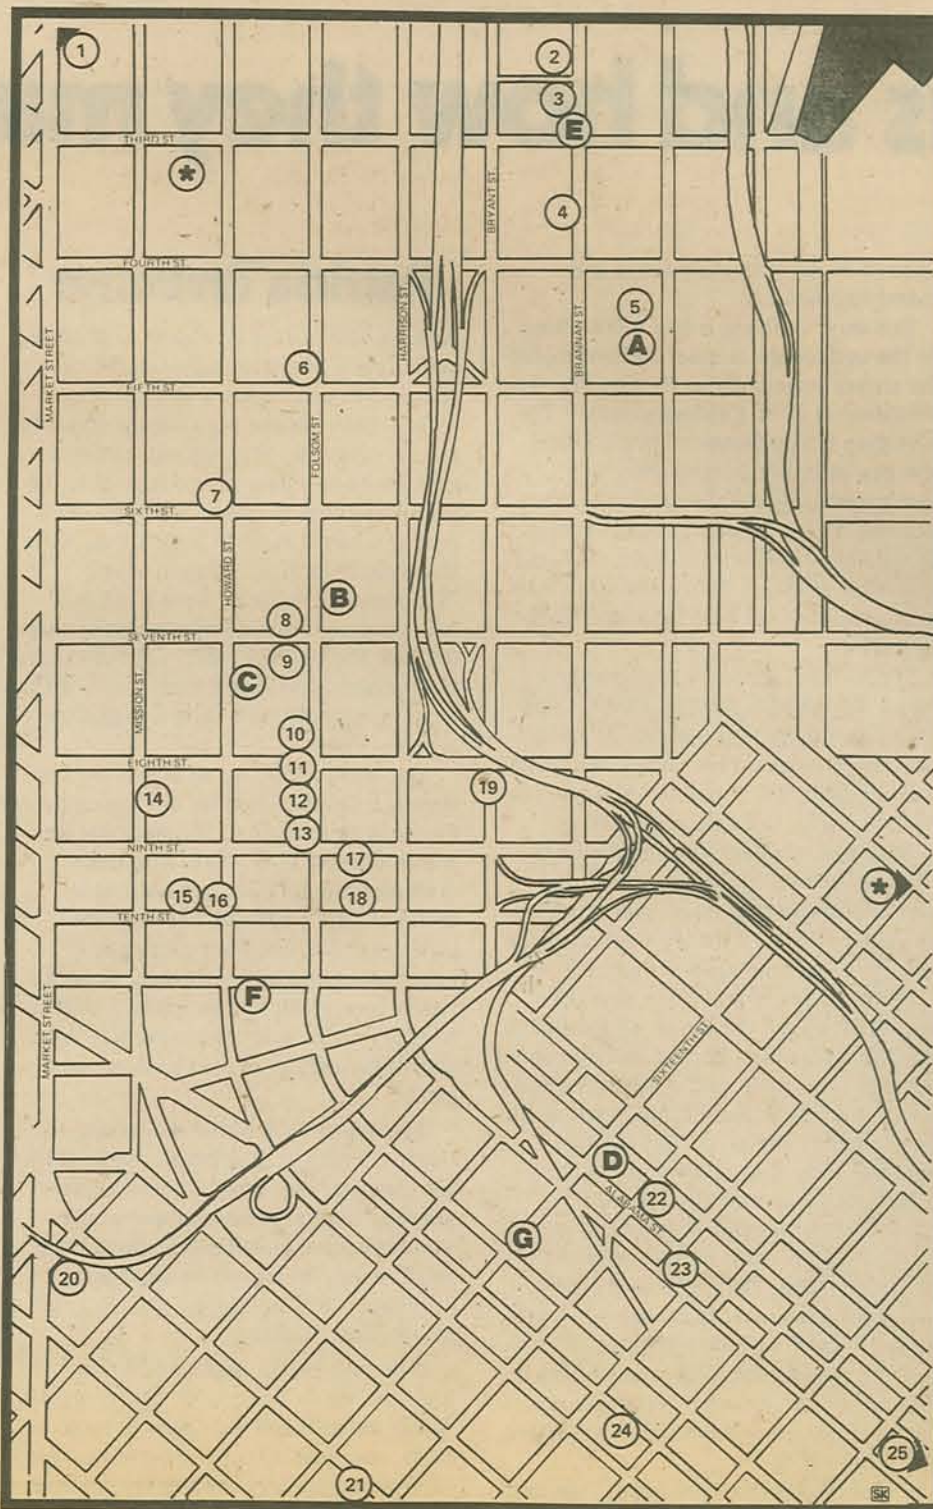 1
2
3
E
THIRD ST.
*
BRYANT ST.
4
FOURTH ST.
HARRISON ST.
5
BRANNAN ST
A
MARKET STREET
6
FIFTH ST.
FOLSOM ST
7
SIXTH ST.
HOWARD ST
B
8
SEVENTH ST.
9
C
MISSION ST
10
EIGHTH ST.
11
14
12
19
13
NINTH ST.
17
*
15
16
18
TENTH ST.
F
MARKET STREET
SIXTEENTH ST.
D
22
ALABAMA ST
G
23
20
24
25
21
SK